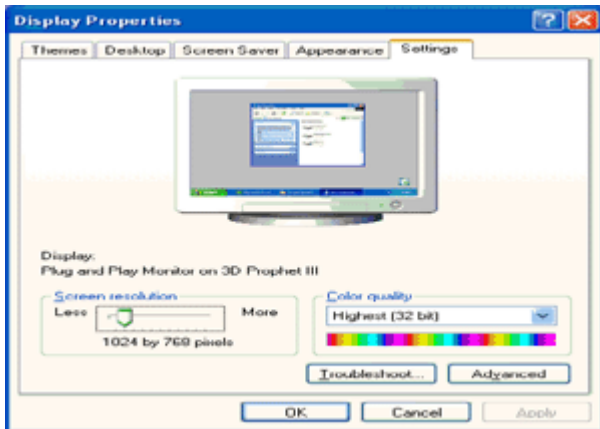 Display Properties
Themes Desktop Screen Saver Appearance Settings
Display:
Plug and Play Monitor on 3D Prophet III
Screen resolution
Less More
1024 by 768 pixels
Color quality
Highest (32 bit)
Troubleshoot... Advanced
OK Cancel Apply